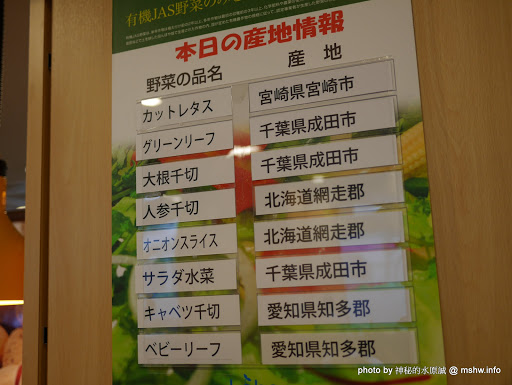 有機JAS野菜のみを
本日の産地情報
野菜の品名 産地
カットレタス 宮崎県宮崎市
グリーンリーフ 千葉県成田市
大根千切 千葉県成田市
人参千切 北海道網走郡
オニオンスライス 北海道網走郡
サラダ水菜 千葉県成田市
キャベツ千切 愛知県知多郡
ベビーリーフ 愛知県知多郡
photo by 神秘的水原誠 @ mshw.info